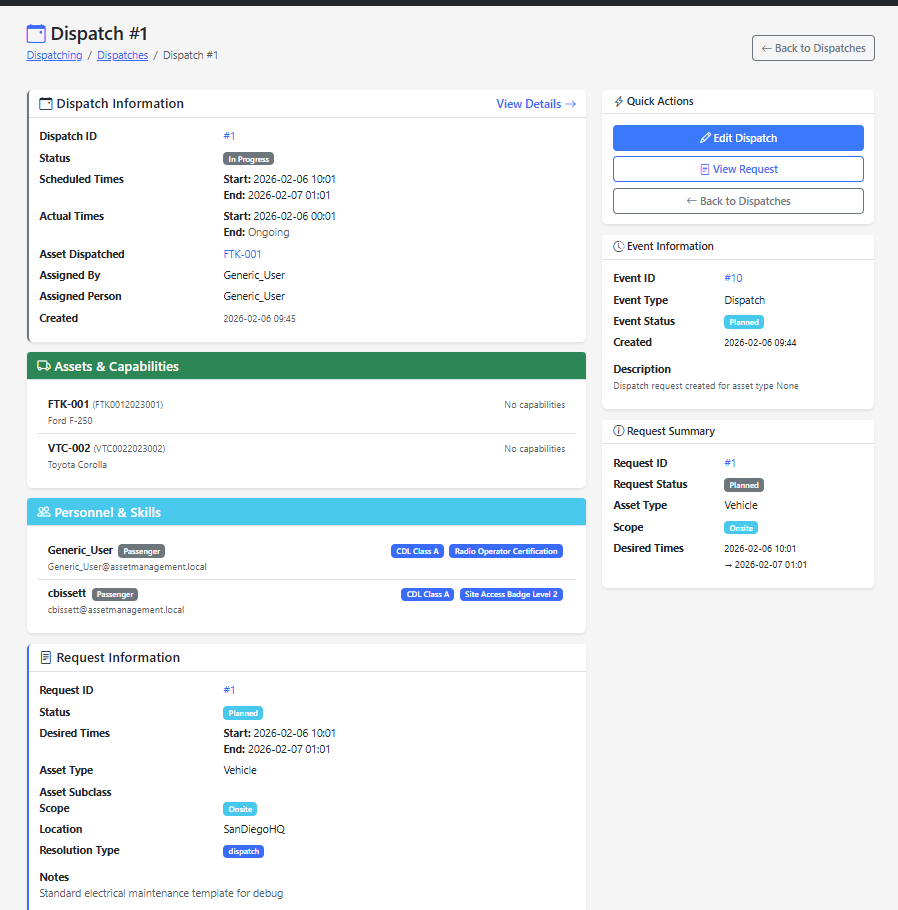 Dispatch #1
Dispatching / Dispatches / Dispatch #1
← Back to Dispatches
Dispatch Information
View Details →
Dispatch ID #1
Status In Progress
Scheduled Times Start: 2026-02-06 10:01
End: 2026-02-07 01:01
Actual Times Start: 2026-02-06 00:01
End: Ongoing
Asset Dispatched FTK-001
Assigned By Generic_User
Assigned Person Generic_User
Created 2026-02-06 09:45
Assets & Capabilities
FTK-001 (FTK0012023001) No capabilities
Ford F-250
VTC-002 (VTC0022023002) No capabilities
Toyota Corolla
Personnel & Skills
Generic_User Passenger CDL Class A Radio Operator Certification
Generic_User@assetmanagement.local
cbissett Passenger CDL Class A Site Access Badge Level 2
cbissett@assetmanagement.local
Request Information
Request ID #1
Status Planned
Desired Times Start: 2026-02-06 10:01
End: 2026-02-07 01:01
Asset Type Vehicle
Asset Subclass
Scope Onsite
Location SanDiegoHQ
Resolution Type dispatch
Notes
Standard electrical maintenance template for debug
Quick Actions
Edit Dispatch
View Request
← Back to Dispatches
Event Information
Event ID #10
Event Type Dispatch
Event Status Planned
Created 2026-02-06 09:44
Description
Dispatch request created for asset type None
Request Summary
Request ID #1
Request Status Planned
Asset Type Vehicle
Scope Onsite
Desired Times 2026-02-06 10:01
→ 2026-02-07 01:01